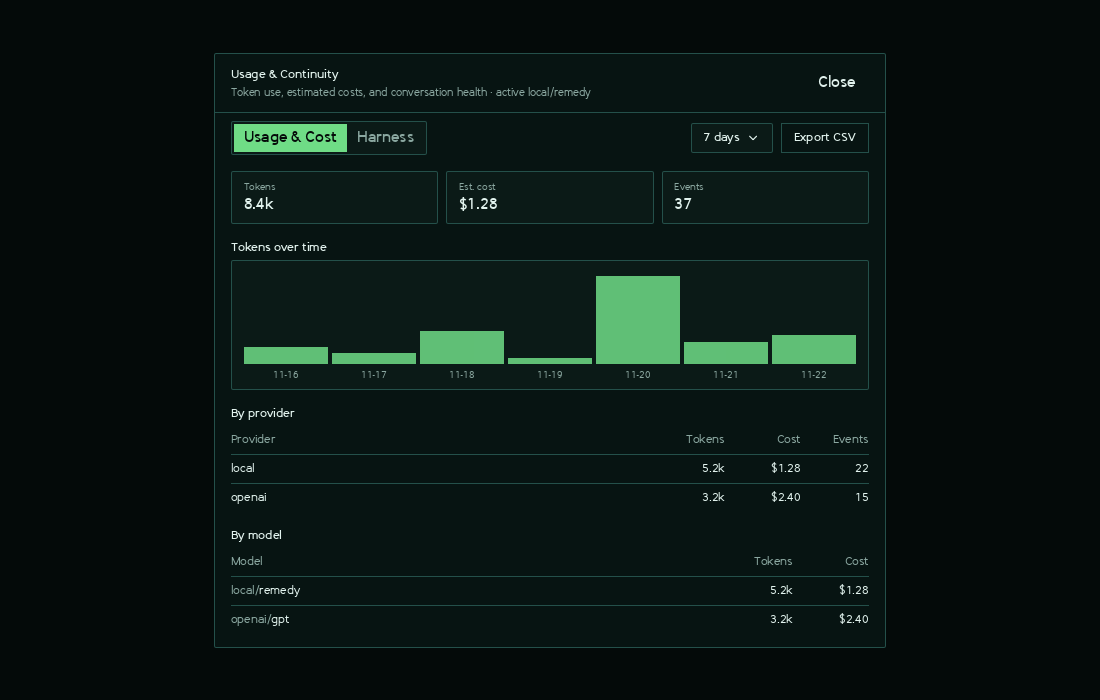 Usage & Continuity
Token use, estimated costs, and conversation health · active local/remedy
Close
Usage & Cost Harness
7 days Export CSV
Tokens Est. cost Events
8.4k $1.28 37
Tokens over time
11-16 11-17 11-18 11-19 11-20 11-21 11-22
By provider
Provider Tokens Cost Events
local 5.2k $1.28 22
openai 3.2k $2.40 15
By model
Model Tokens Cost
local/remedy 5.2k $1.28
openai/gpt 3.2k $2.40